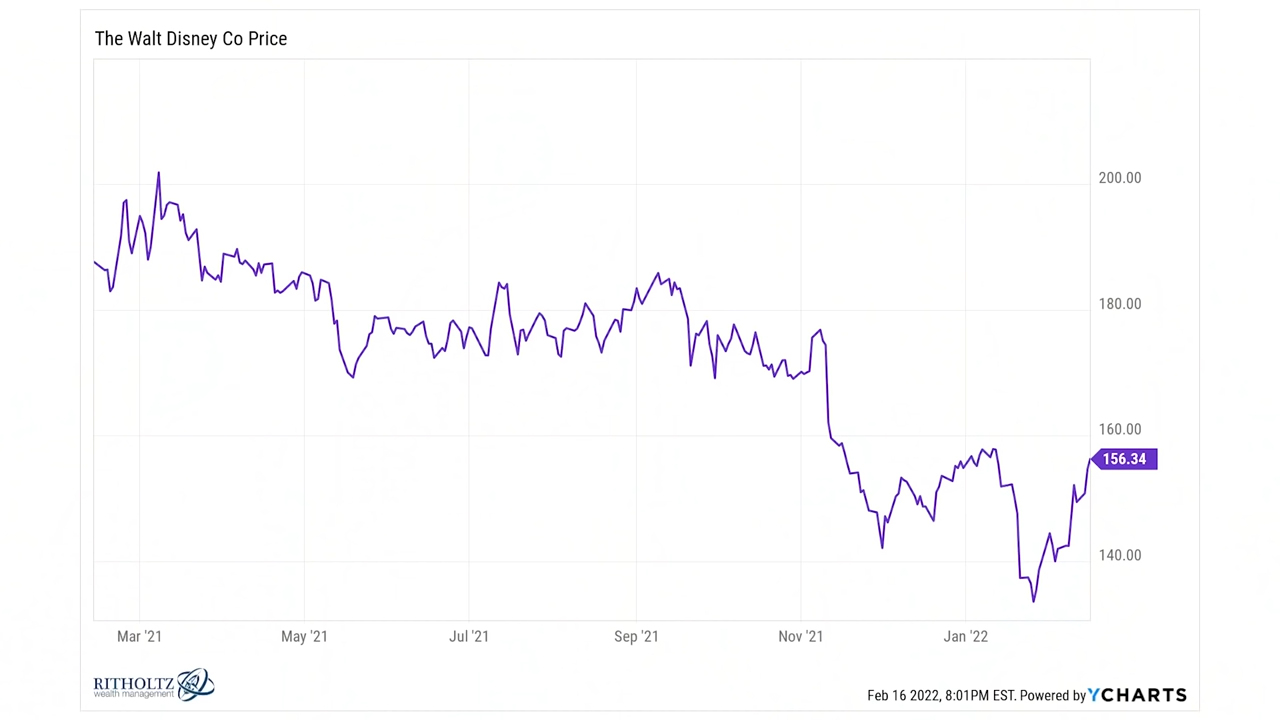 The Walt Disney Co Price
200.00
180.00
160.00
156.34
140.00
Mar '21 May '21 Jul '21 Sep '21 Nov '21 Jan '22
RITHOLTZ
wealth management
Feb 16 2022, 8:01PM EST. Powered by YCHARTS